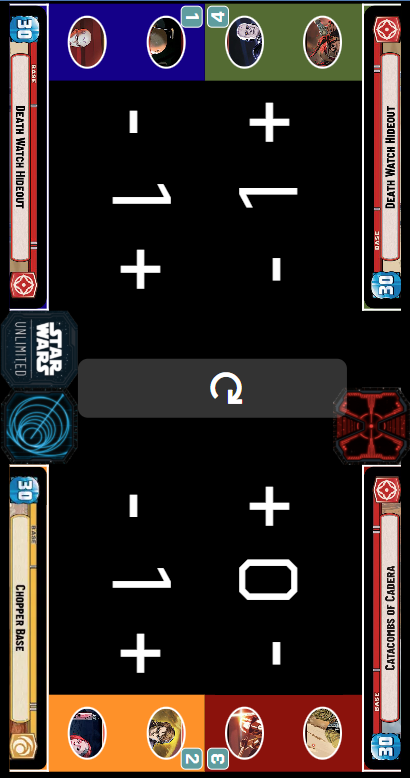 30
DEATH WATCH HIDEOUT
BASE
1
- 1 +
4
+ 1 -
DEATH WATCH HIDEOUT
BASE
30
STAR
WARS
UNLIMITED
30
CHOPPER BASE
BASE
2
- 1 +
3
+ 0 -
CATACOMBS OF CADERA
BASE
30